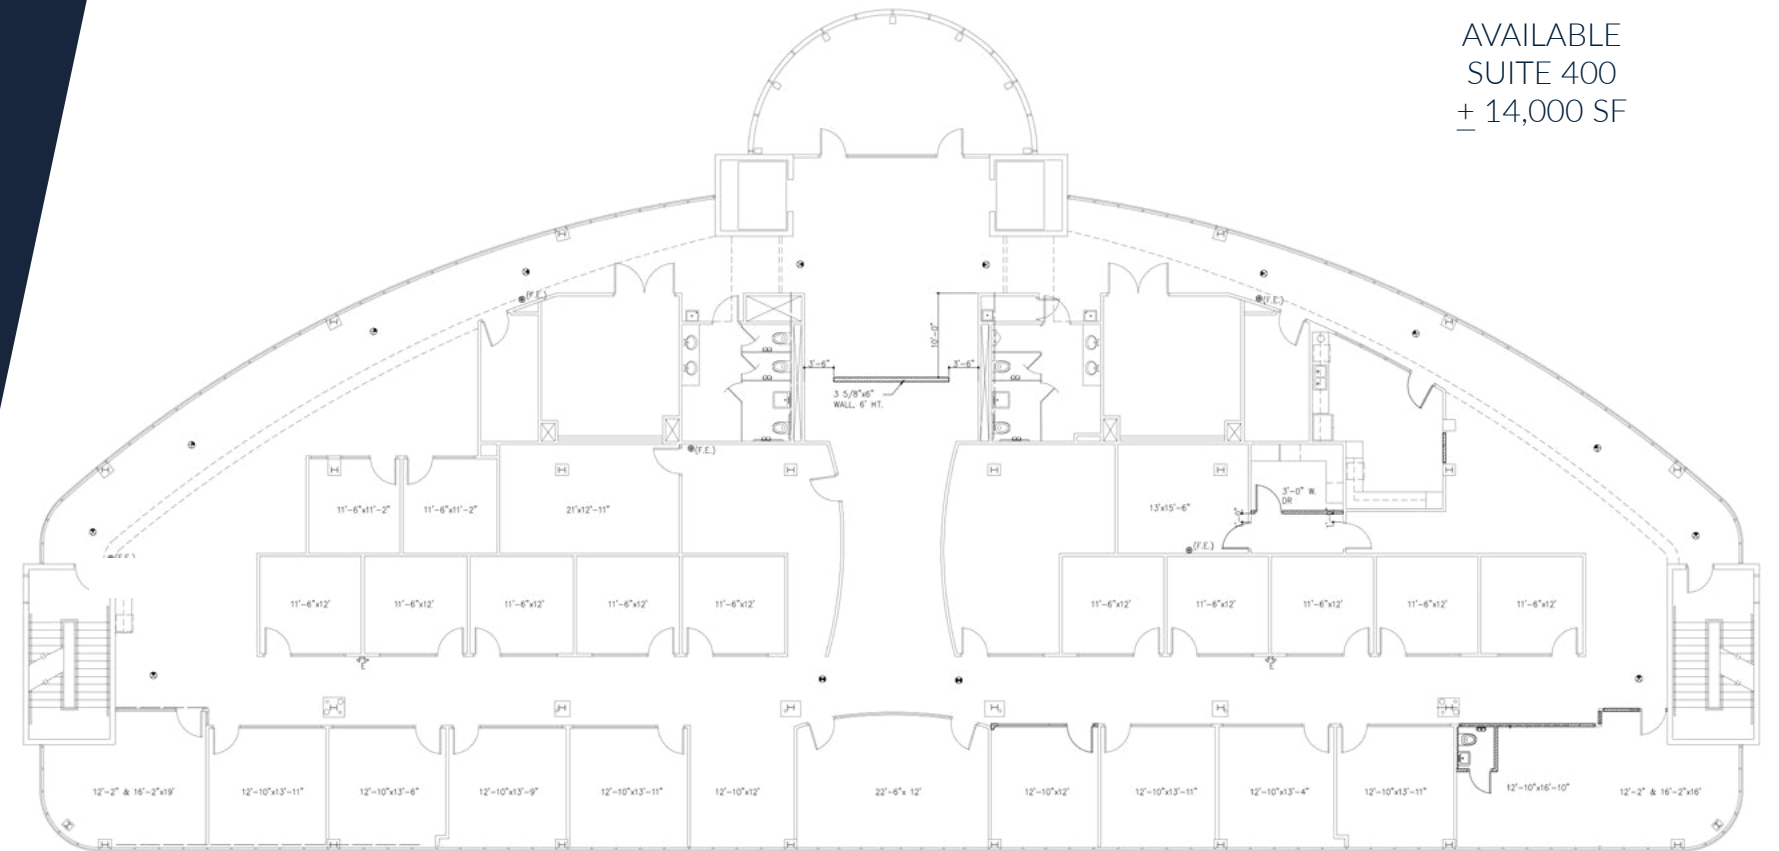 AVAILABLE
SUITE 400
± 14,000 SF
(F.E.)
(F.E.)
10'-0"
3'-6"
3'-6"
3 5/8"x6"
WALL, 6' HT.
(F.E.)
11'-6"x11'-2"
11'-6"x11'-2"
21'x12'-11"
13'x15'-6"
3'-0" W.
DR
(F.E.)
(F.E.)
11'-6"x12'
11'-6"x12'
11'-6"x12'
11'-6"x12'
11'-6"x12'
11'-6"x12'
11'-6"x12'
11'-6"x12'
11'-6"x12'
11'-6"x12'
E
E
12'-2" & 16'-2"x19'
12'-10"x13'-11"
12'-10"x13'-6"
12'-10"x13'-9"
12'-10"x13'-11"
12'-10"x12'
22'-6"x 12'
12'-10"x12'
12'-10"x13'-11"
12'-10"x13'-4"
12'-10"x13'-11"
12'-10"x16'-10"
12'-2" & 16'-2"x16'